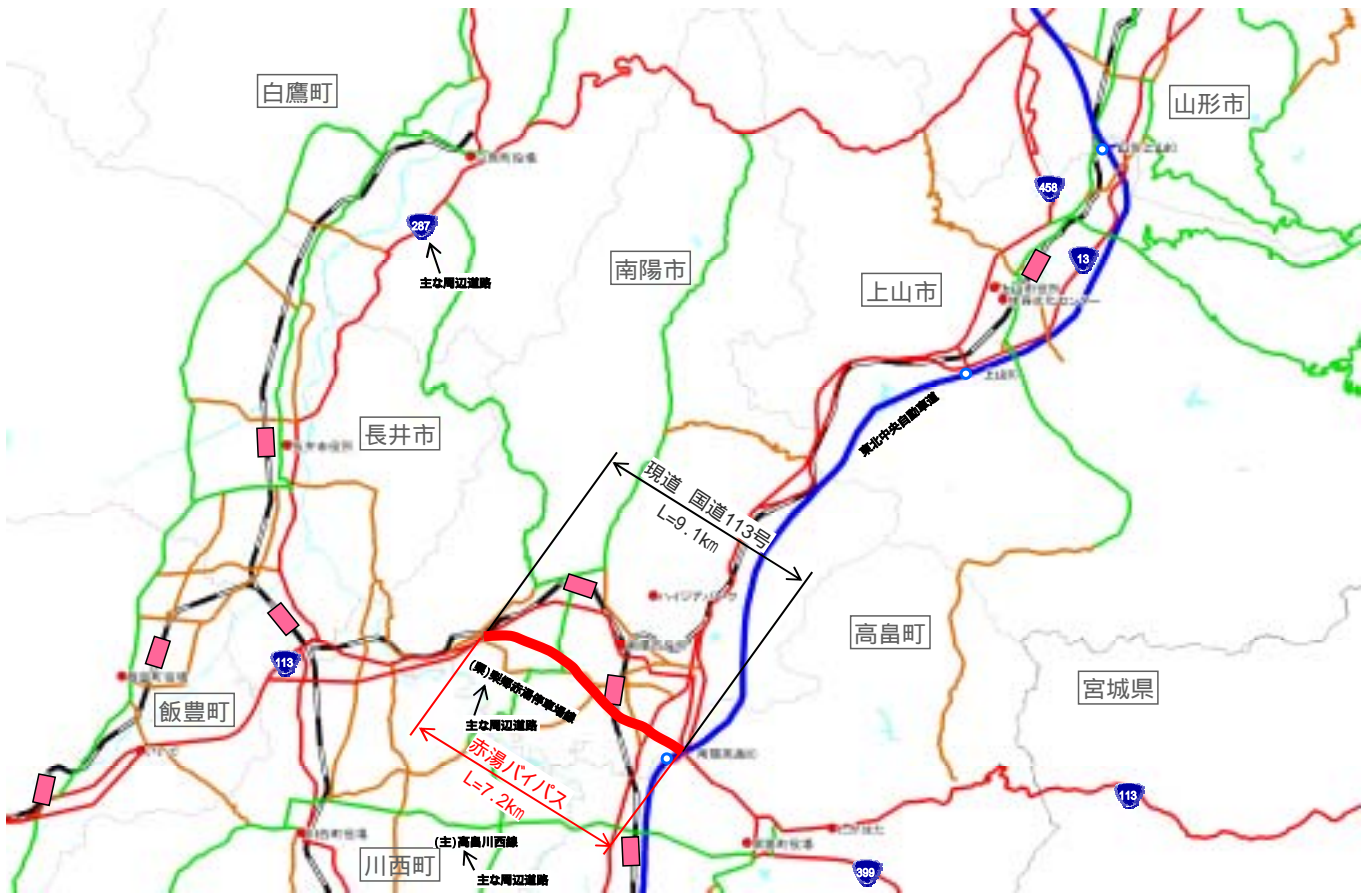 白鷹町
山形市
458
287
主な周辺道路
南陽市
上山市
13
長井市
東北中央自動車道
現道 国道113号
L=9.1km
ハイジアパーク
高畠町
宮城県
(県)梨郷赤湯停車場線
主な周辺道路
113
飯豊町
赤湯バイパス
L=7.2km
113
(主)高畠川西線
主な周辺道路
川西町
399